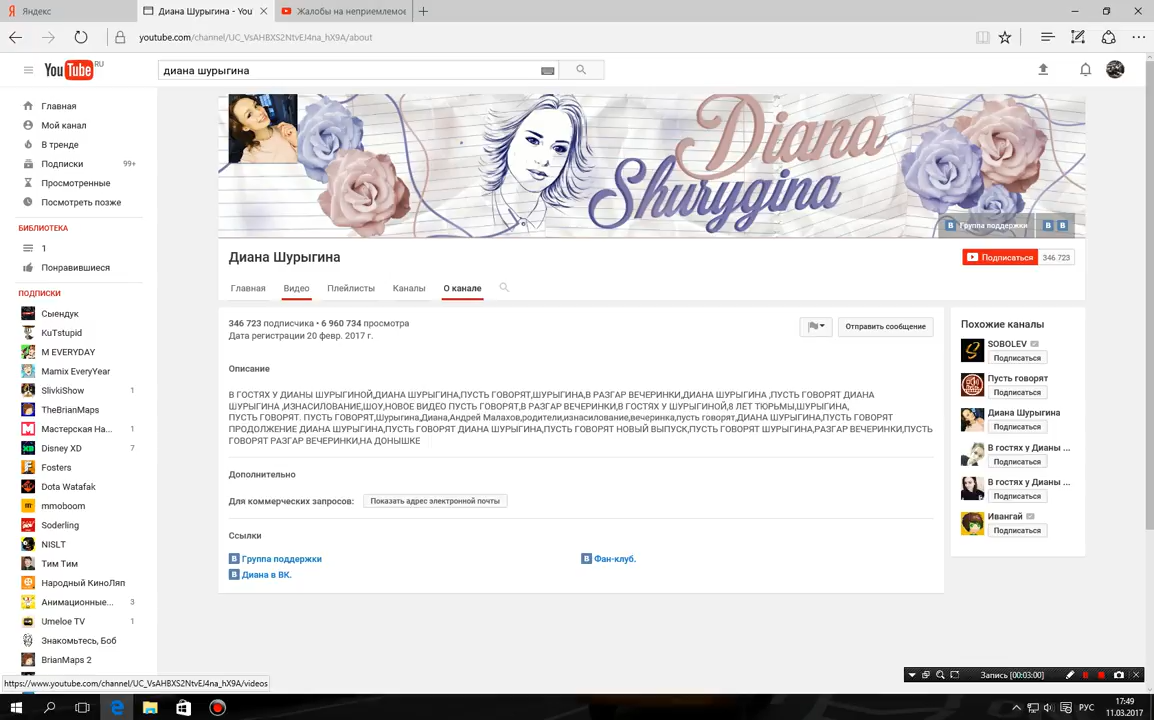 Яндекс
Диана Шурыгина - You
Жалобы на неприемлемое
youtube.com/channel/UC_VsAHBXS2NtvEJ4na_hX9A/about
YouTube RU
диана шурыгина
Главная
Мой канал
В тренде
Подписки 99+
Просмотренные
Посмотреть позже
БИБЛИОТЕКА
1
Понравившиеся
ПОДПИСКИ
Сыендук
KuTstupid
M EVERYDAY
Mamix EveryYear
SlivkiShow 1
TheBrianMaps
Мастерская На... 1
Disney XD 7
Fosters
Dota Watafak
mmoboom
Soderling
NISLT
Тим Тим
Народный КиноЛяп
Анимационные... 3
Umeloe TV 1
Знакомьтесь, Боб
BrianMaps 2
Diana
Shurygina
Группа поддержки
Диана Шурыгина
Подписаться 346 723
Главная Видео Плейлисты Каналы О канале
346 723 подписчика • 6 960 734 просмотра
Дата регистрации 20 февр. 2017 г.
Отправить сообщение
Описание
В ГОСТЯХ У ДИАНЫ ШУРЫГИНОЙ,ДИАНА ШУРЫГИНА,ПУСТЬ ГОВОРЯТ,ШУРЫГИНА,В РАЗГАР ВЕЧЕРИНКИ,ДИАНА ШУРЫГИНА ,ПУСТЬ ГОВОРЯТ ДИАНА
ШУРЫГИНА ,ИЗНАСИЛОВАНИЕ,ШОУ,НОВОЕ ВИДЕО ПУСТЬ ГОВОРЯТ,В РАЗГАР ВЕЧЕРИНКИ,В ГОСТЯХ У ШУРЫГИНОЙ,8 ЛЕТ ТЮРЬМЫ,ШУРЫГИНА,
ПУСТЬ ГОВОРЯТ. ПУСТЬ ГОВОРЯТ,Шурыгина,Диана,Андрей Малахов,родители,изнасилование,вечеринка,пусть говорят,ДИАНА ШУРЫГИНА,ПУСТЬ ГОВОРЯТ
ПРОДОЛЖЕНИЕ ДИАНА ШУРЫГИНА,ПУСТЬ ГОВОРЯТ ДИАНА ШУРЫГИНА,ПУСТЬ ГОВОРЯТ НОВЫЙ ВЫПУСК,ПУСТЬ ГОВОРЯТ ШУРЫГИНА,РАЗГАР ВЕЧЕРИНКИ,ПУСТЬ
ГОВОРЯТ РАЗГАР ВЕЧЕРИНКИ,НА ДОНЫШКЕ
Дополнительно
Для коммерческих запросов: Показать адрес электронной почты
Ссылки
Группа поддержки
Фан-клуб.
Диана в ВК.
Похожие каналы
SOBOLEV
Подписаться
Пусть говорят
Подписаться
Диана Шурыгина
Подписаться
В гостях у Дианы ...
Подписаться
В гостях у Дианы ...
Подписаться
Ивангай
Подписаться
https://www.youtube.com/channel/UC_VsAHBXS2NtvEJ4na_hX9A/videos
Запись [00:03:00]
РУС
17:49
11.03.2017